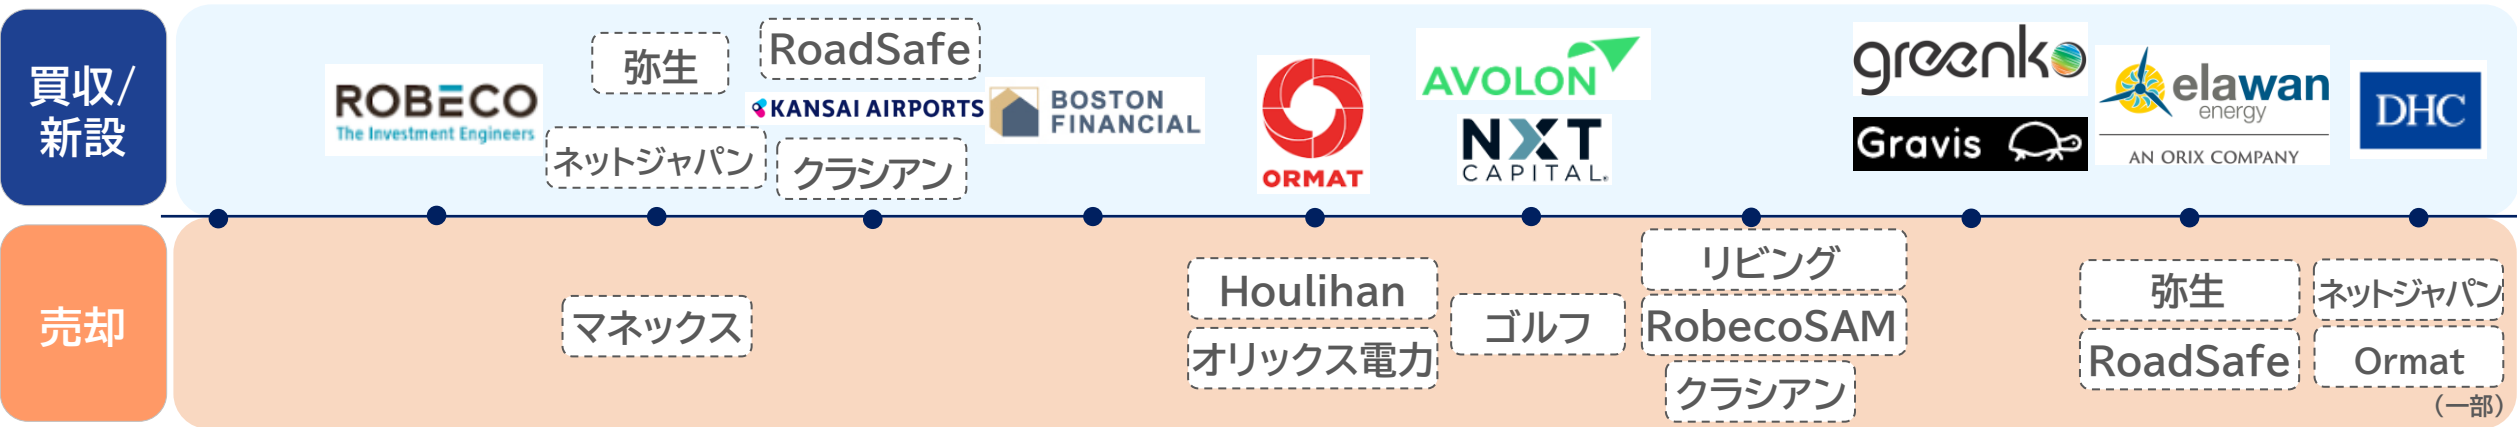 買収/
新設
ROBECO
The Investment Engineers
弥生
ネットジャパン
RoadSafe
KANSAI AIRPORTS
クラシアン
BOSTON
FINANCIAL
ORMAT
AVOLON
NXT
CAPITAL
greenko
Gravis
elawan
energy
AN ORIX COMPANY
DHC
売却
マネックス
Houlihan
オリックス電力
ゴルフ
リビング
RobecoSAM
クラシアン
弥生
RoadSafe
ネットジャパン
Ormat
（一部）